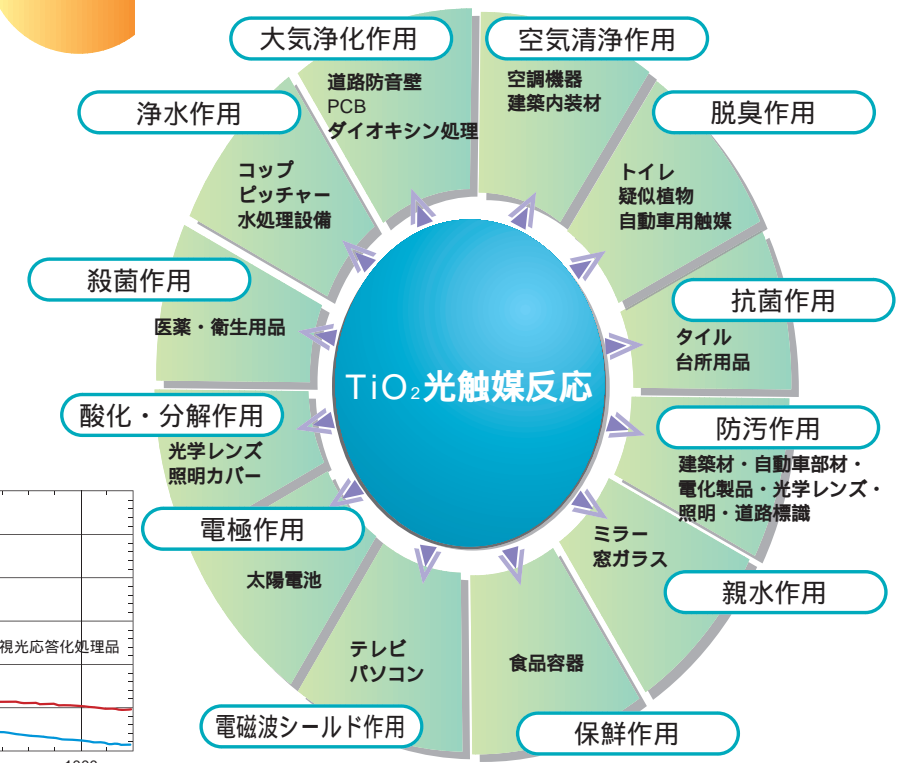 大気浄化作用
道路防音壁
PCB
ダイオキシン処理
空気清浄作用
空調機器
建築内装材
脱臭作用
トイレ
疑似植物
自動車用触媒
抗菌作用
タイル
台所用品
防汚作用
建築材・自動車部材・
電化製品・光学レンズ・
照明・道路標識
親水作用
ミラー
窓ガラス
保鮮作用
食品容器
電磁波シールド作用
テレビ
パソコン
電極作用
太陽電池
酸化・分解作用
光学レンズ
照明カバー
殺菌作用
医薬・衛生用品
浄水作用
コップ
ピッチャー
水処理設備
TiO₂光触媒反応
視光応答化処理品